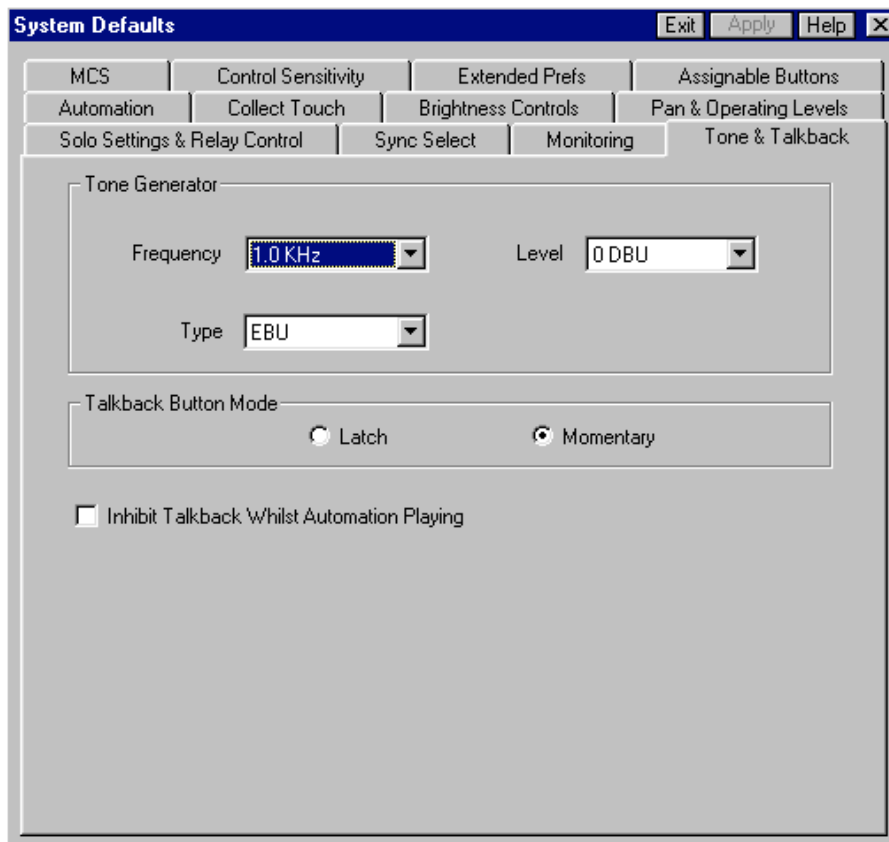 System Defaults Exit Apply Help
MCS Control Sensitivity Extended Prefs Assignable Buttons
Automation Collect Touch Brightness Controls Pan & Operating Levels
Solo Settings & Relay Control Sync Select Monitoring Tone & Talkback
Tone Generator
Frequency 1.0 KHz Level 0 DBU
Type EBU
Talkback Button Mode
Latch Momentary
Inhibit Talkback Whilst Automation Playing